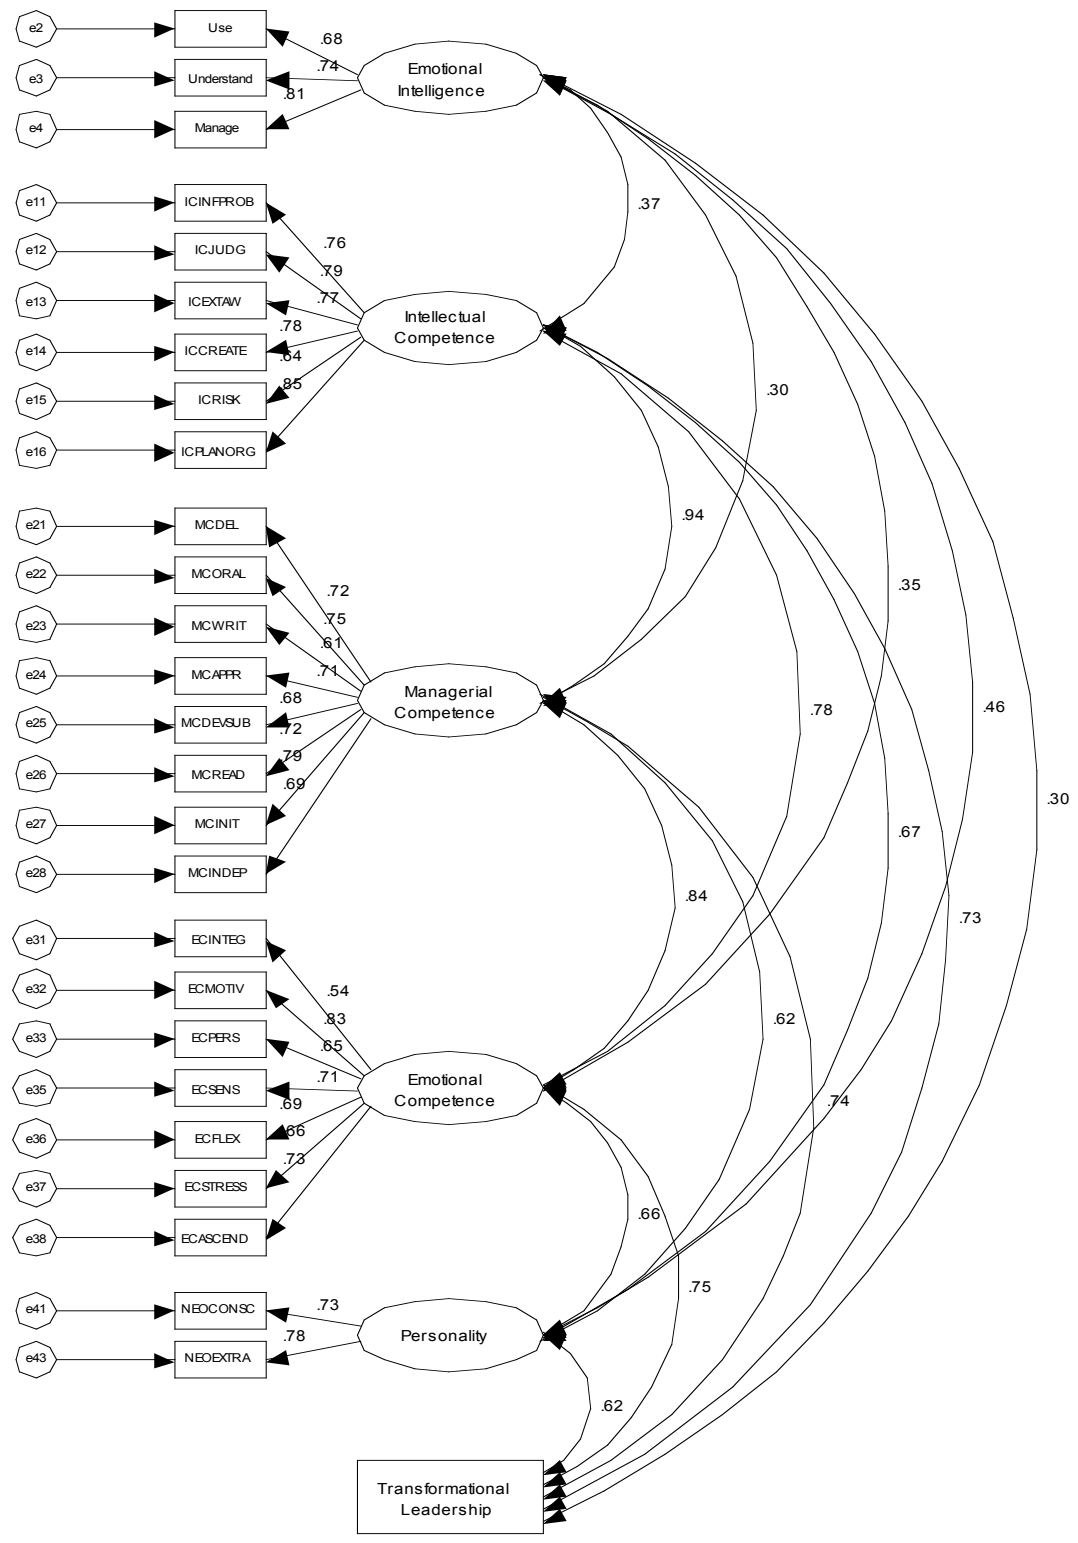 e2
Use
.68
e3
Understand
.74
Emotional
Intelligence
.81
e4
Manage
e11
ICINFPROB
.37
.76
e12
ICJUDG
.79
e13
ICEXTAW
.77
Intellectual
Competence
.78
e14
ICCREATE
.64
.85
e15
ICRISK
.30
e16
ICPLANORG
e21
MCDEL
.94
e22
MCORAL
.72
.35
e23
MCWRIT
.75
.61
e24
MCAPPR
.71
.68
Managerial
Competence
.46
.78
e25
MCDEVSUB
.72
e26
MCREAD
.79
.69
.30
e27
MCINIT
.67
e28
MCINDEP
.84
.73
e31
ECINTEG
e32
ECMOTIV
.54
.83
.62
e33
ECPERS
.65
e35
ECSENS
.71
Emotional
Competence
.69
.74
e36
ECFLEX
.66
.73
e37
ECSTRESS
.66
e38
ECASCEND
.75
e41
NEOCONSC
.73
.78
Personality
e43
NEOEXTRA
.62
Transformational
Leadership